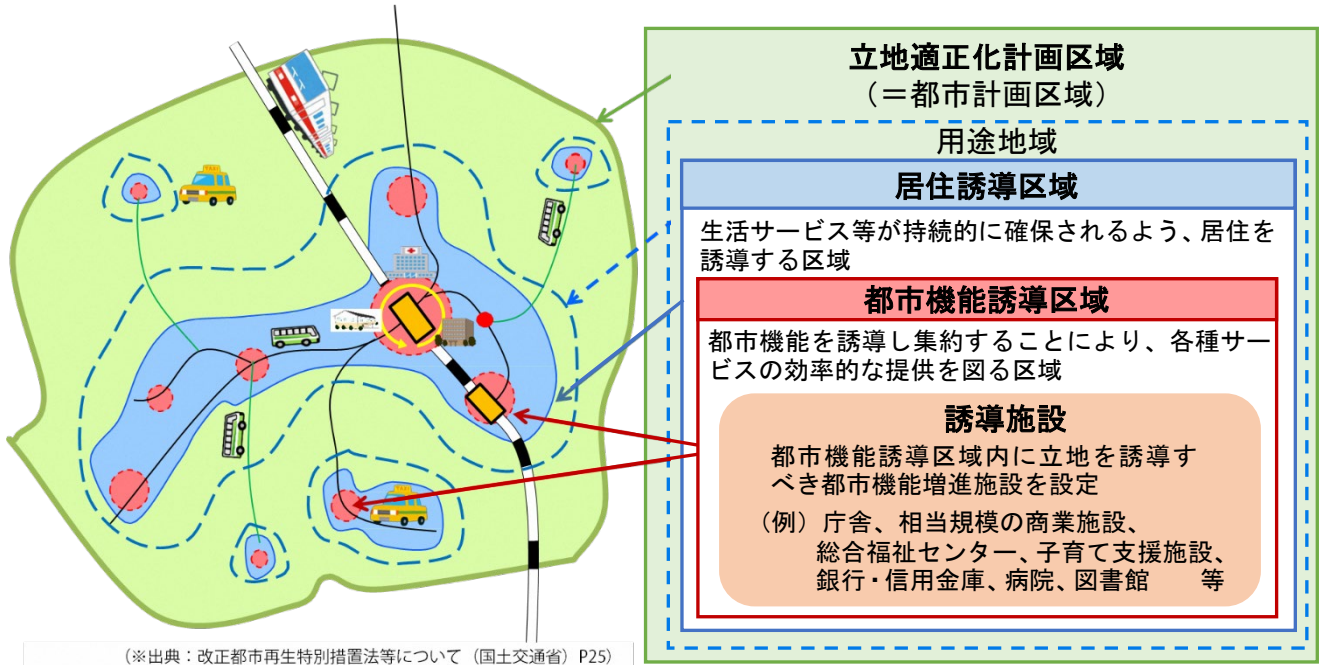 立地適正化計画区域
（＝都市計画区域）
用途地域
居住誘導区域
生活サービス等が持続的に確保されるよう、居住を
誘導する区域
都市機能誘導区域
都市機能を誘導し集約することにより、各種サー
ビスの効率的な提供を図る区域
誘導施設
都市機能誘導区域内に立地を誘導す
べき都市機能増進施設を設定
（例）庁舎、相当規模の商業施設、
総合福祉センター、子育て支援施設、
銀行・信用金庫、病院、図書館　　等
（※出典：改正都市再生特別措置法等について（国土交通省）P25）